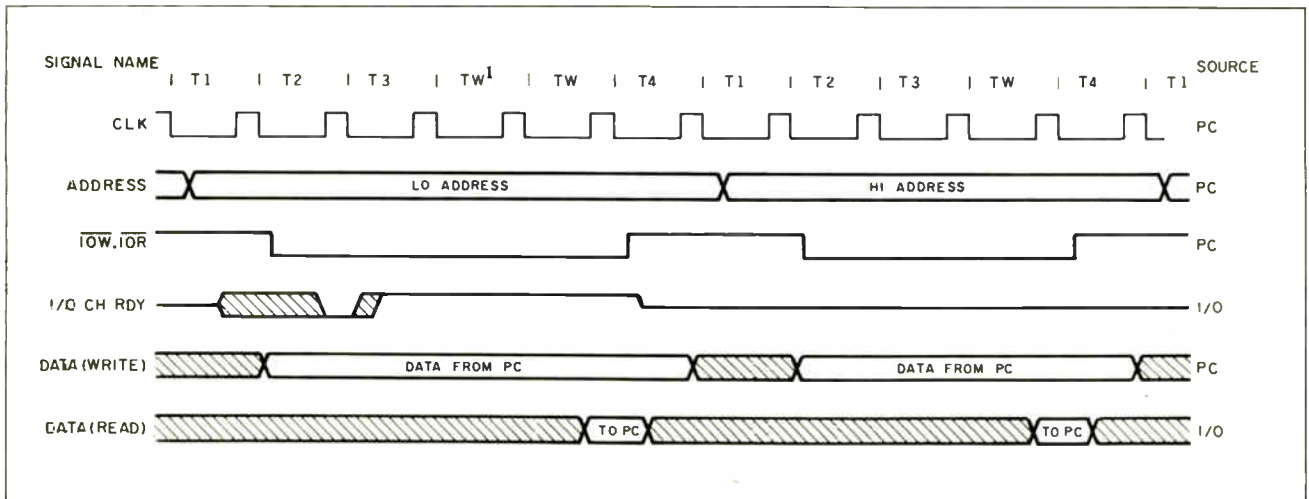 SIGNAL NAME
SOURCE
| T1 | T2 | T3 | TW¹ | TW | T4 | T1 | T2 | T3 | TW | T4 | T1
CLK
PC
ADDRESS
LO ADDRESS
HI ADDRESS
PC
IOW,IOR
PC
I/O CH RDY
I/O
DATA (WRITE)
DATA FROM PC
DATA FROM PC
PC
DATA (READ)
TO PC
TO PC
I/O